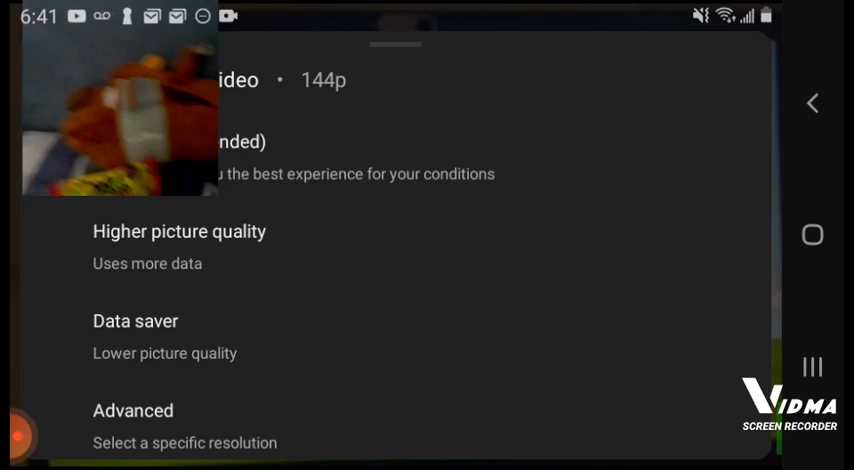 6:41
ideo • 144p
nded)
u the best experience for your conditions
Higher picture quality
Uses more data
Data saver
Lower picture quality
Advanced
Select a specific resolution
VIDMA
SCREEN RECORDER